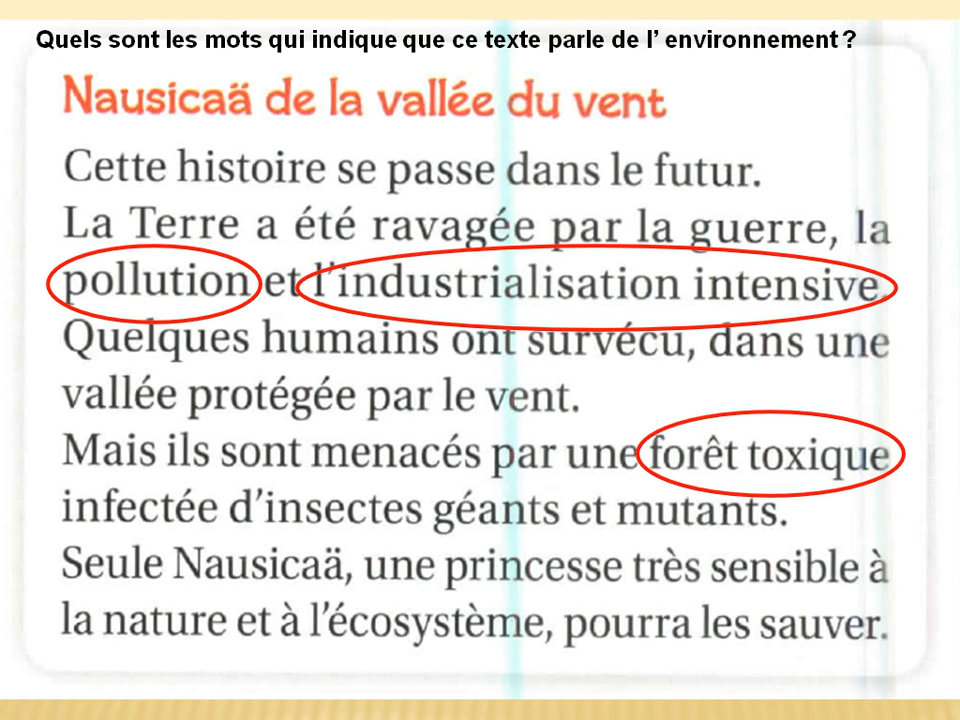 Quels sont les mots qui indique que ce texte parle de l’ environnement ?
Nausicaä de la vallée du vent
Cette histoire se passe dans le futur.
La Terre a été ravagée par la guerre, la
pollution et l’industrialisation intensive.
Quelques humains ont survécu, dans une
vallée protégée par le vent.
Mais ils sont menacés par une forêt toxique
infectée d’insectes géants et mutants.
Seule Nausicaä, une princesse très sensible à
la nature et à l’écosystème, pourra les sauver.